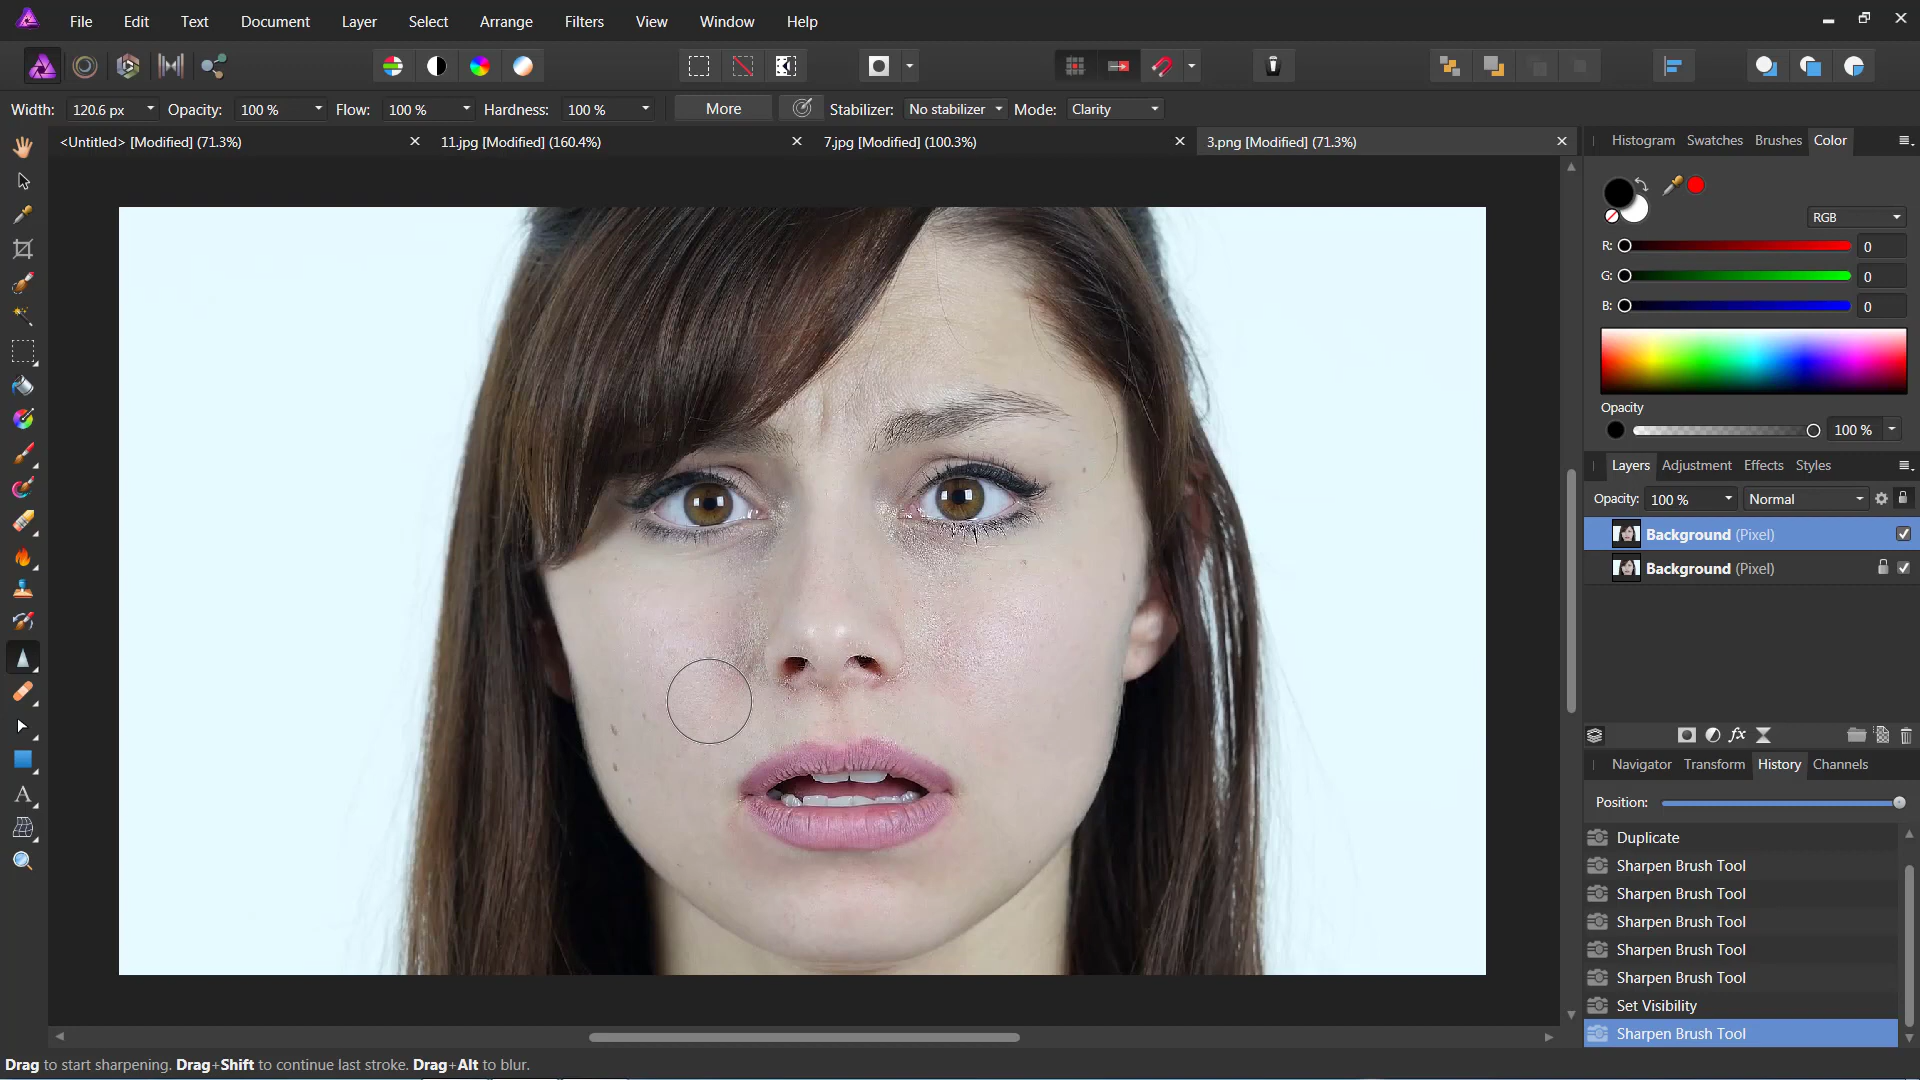 File Edit Text Document Layer Select Arrange Filters View Window Help
Width: 120.6 px Opacity: 100 % Flow: 100 % Hardness: 100 % More Stabilizer: No stabilizer Mode: Clarity
<Untitled> [Modified] (71.3%) 11.jpg [Modified] (160.4%) 7.jpg [Modified] (100.3%) 3.png [Modified] (71.3%)
Histogram Swatches Brushes Color
RGB
R: 0
G: 0
B: 0
Opacity
100 %
Layers Adjustment Effects Styles
Opacity: 100 % Normal
Background (Pixel)
Background (Pixel)
fx
Navigator Transform History Channels
Position:
Duplicate
Sharpen Brush Tool
Sharpen Brush Tool
Sharpen Brush Tool
Sharpen Brush Tool
Sharpen Brush Tool
Set Visibility
Sharpen Brush Tool
Drag to start sharpening. Drag+Shift to continue last stroke. Drag+Alt to blur.